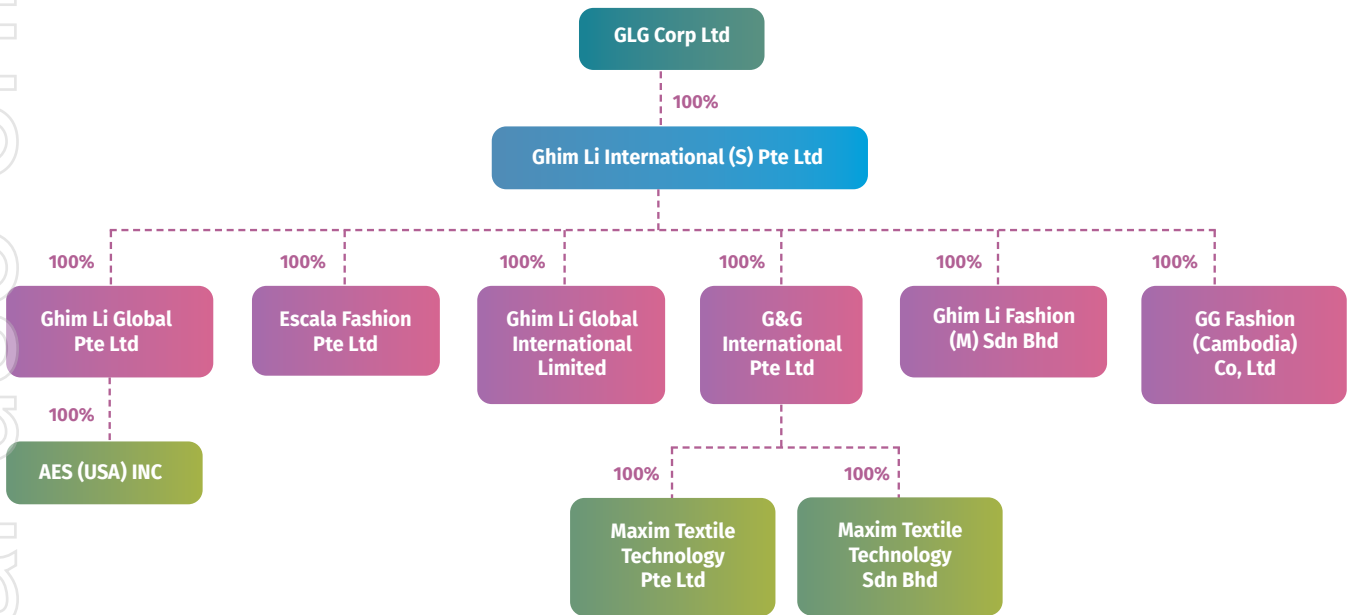 GLG Corp Ltd
100%
Ghim Li International (S) Pte Ltd
100%
100%
100%
100%
100%
100%
Ghim Li Global
Pte Ltd
Escala Fashion
Pte Ltd
Ghim Li Global
International
Limited
G&G
International
Pte Ltd
Ghim Li Fashion
(M) Sdn Bhd
GG Fashion
(Cambodia)
Co, Ltd
100%
AES (USA) INC
100%
100%
Maxim Textile
Technology
Pte Ltd
Maxim Textile
Technology
Sdn Bhd